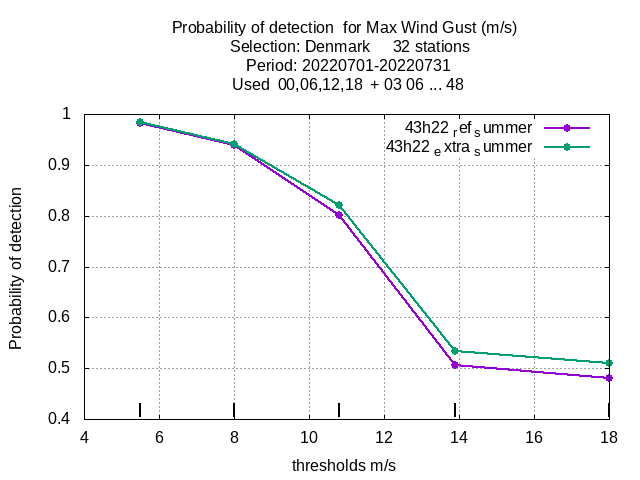 Probability of detection  for Max Wind Gust (m/s)
Selection: Denmark     32 stations
Period: 20220701-20220731
Used  00,06,12,18  + 03 06 ... 48
1
0.9
0.8
0.7
0.6
0.5
0.4
Probability of detection
43h22 ref summer
43h22 extra summer
4 6 8 10 12 14 16 18
thresholds m/s